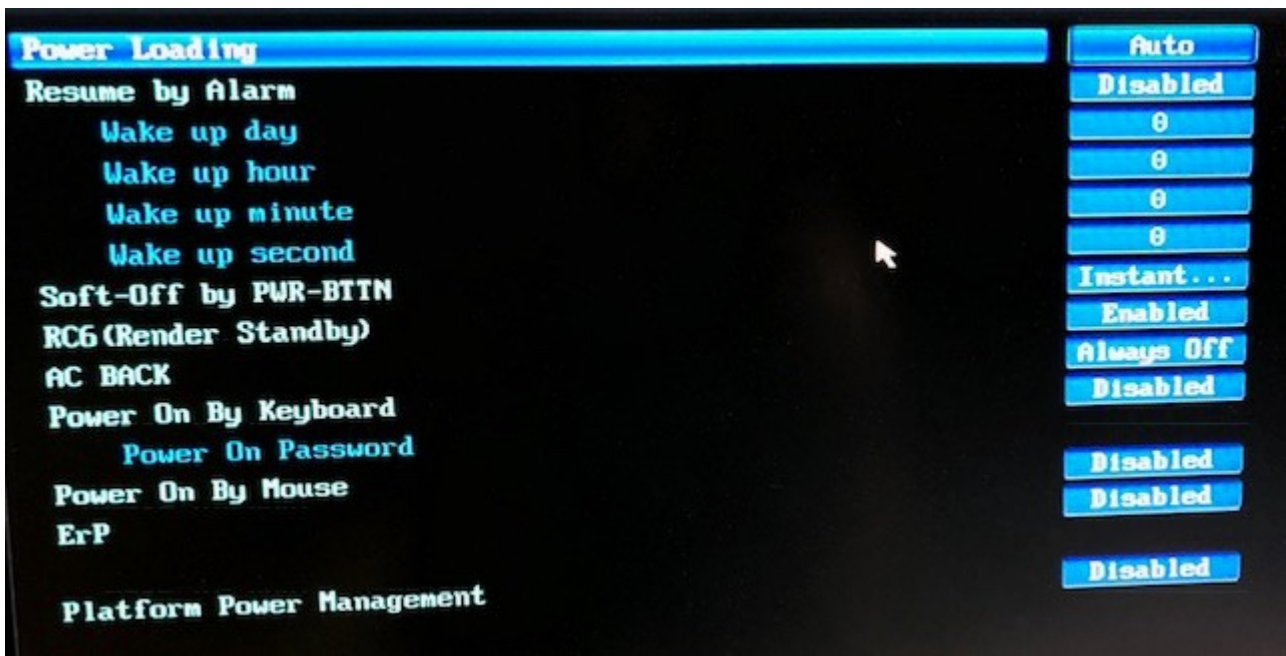 Power Loading Auto
Resume by Alarm Disabled
Wake up day 0
Wake up hour 0
Wake up minute 0
Wake up second 0
Soft-Off by PWR-BTTN Instant...
RC6(Render Standby) Enabled
AC BACK Always Off
Power On By Keyboard Disabled
Power On Password
Power On By Mouse Disabled
ErP Disabled
Platform Power Management Disabled